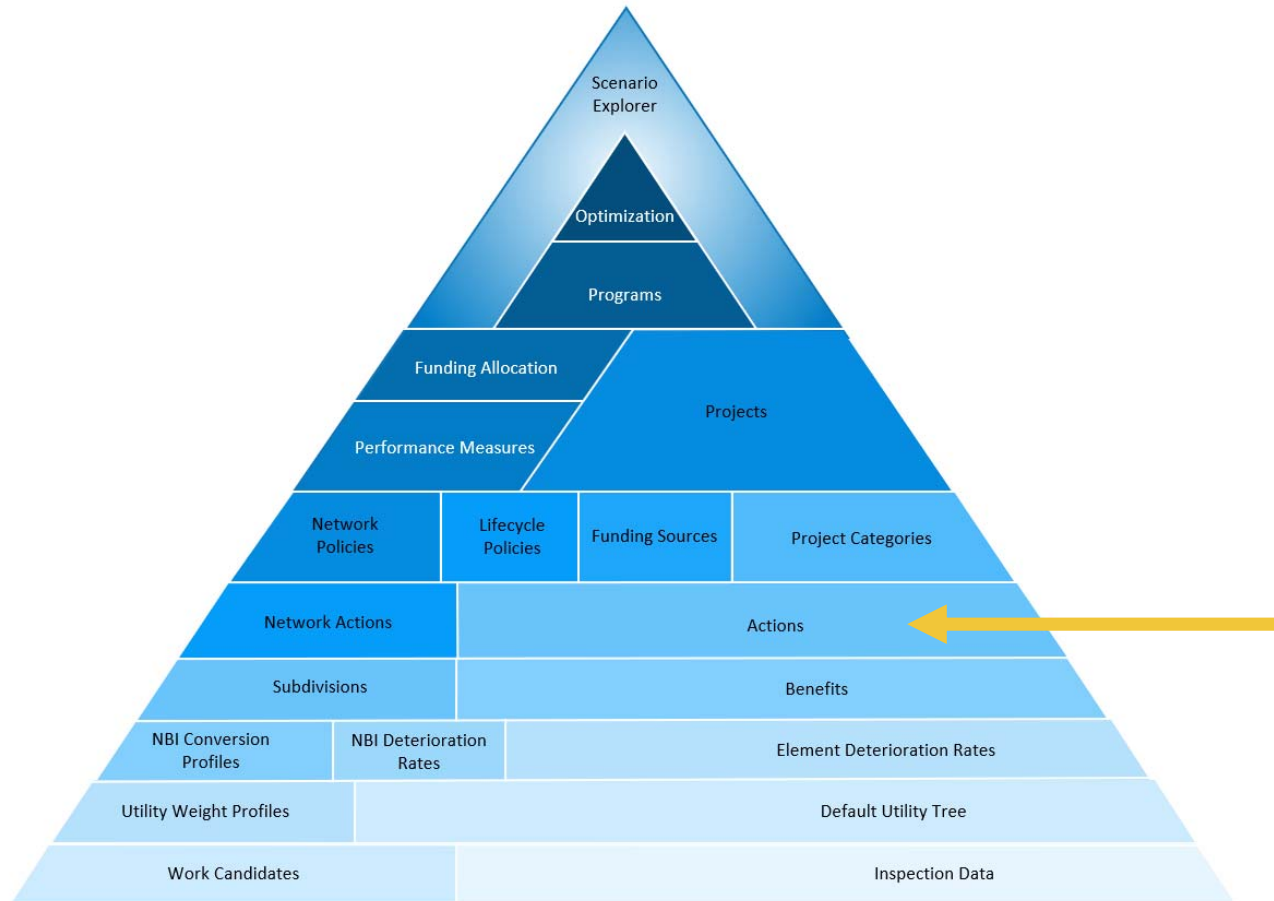 Scenario
Explorer
Optimization
Programs
Funding Allocation
Projects
Performance Measures
Network
Policies
Lifecycle
Policies
Funding Sources
Project Categories
Network Actions
Actions
Subdivisions
Benefits
NBI Conversion
Profiles
NBI Deterioration
Rates
Element Deterioration Rates
Utility Weight Profiles
Default Utility Tree
Work Candidates
Inspection Data